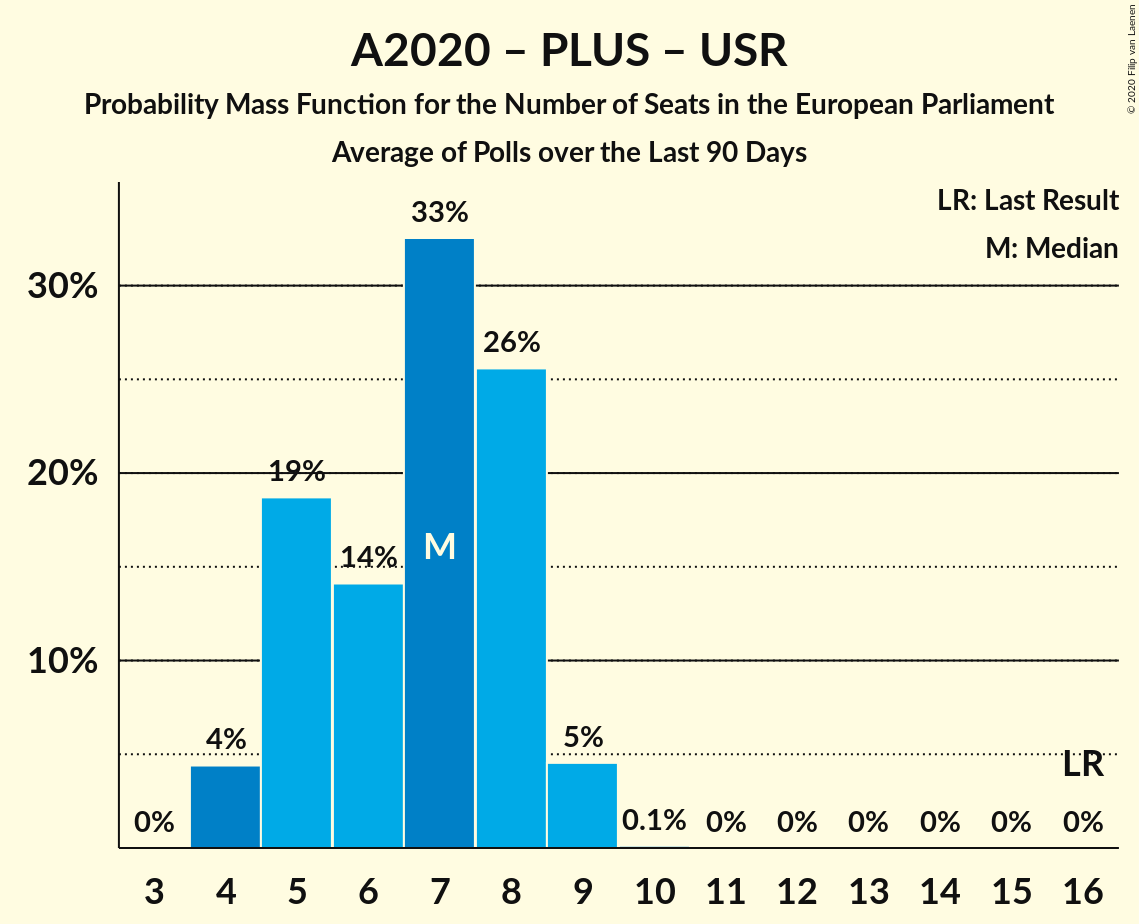 A2020 – PLUS – USR
Probability Mass Function for the Number of Seats in the European Parliament
Average of Polls over the Last 90 Days
© 2020 Filip van Laenen
LR: Last Result
M: Median
33%
30%
26%
20%
19%
14%
M
10%
4%
5%
LR
0%
0.1%
0%
0%
0%
0%
0%
0%
3 4 5 6 7 8 9 10 11 12 13 14 15 16